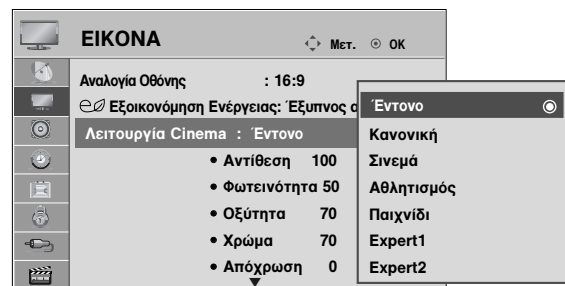 ΕΙΚΟΝΑ
Μετ. OK
Αναλογία Οθόνης : 16:9
Εξοικονόμηση Ενέργειας: Έξυπνος α
Λειτουργία Cinema : Έντονο
• Αντίθεση 100
• Φωτεινότητα 50
• Οξύτητα 70
• Χρώμα 70
• Απόχρωση 0
Έντονο
Κανονική
Σινεμά
Αθλητισμός
Παιχνίδι
Expert1
Expert2